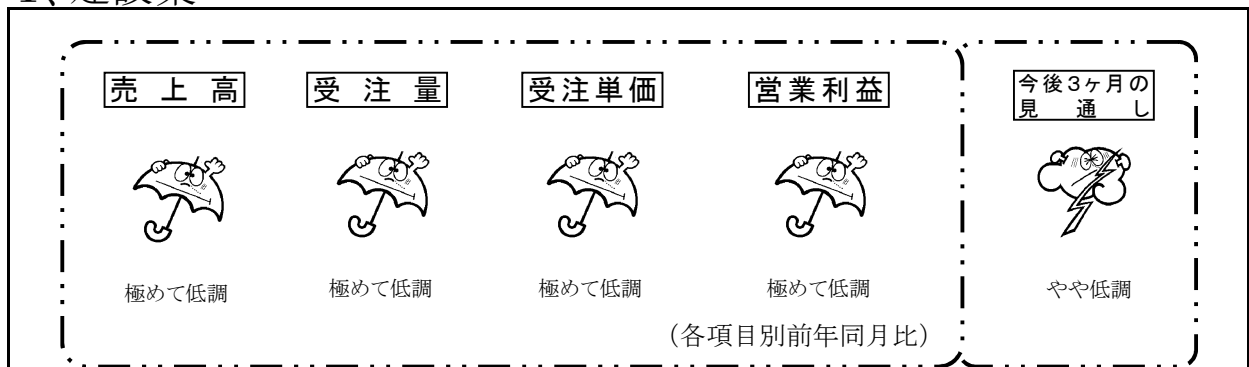 1、建設業
売上高
受注量
受注単価
営業利益
今後3ヶ月の
見通し
極めて低調
極めて低調
極めて低調
極めて低調
やや低調
(各項目別前年同月比)